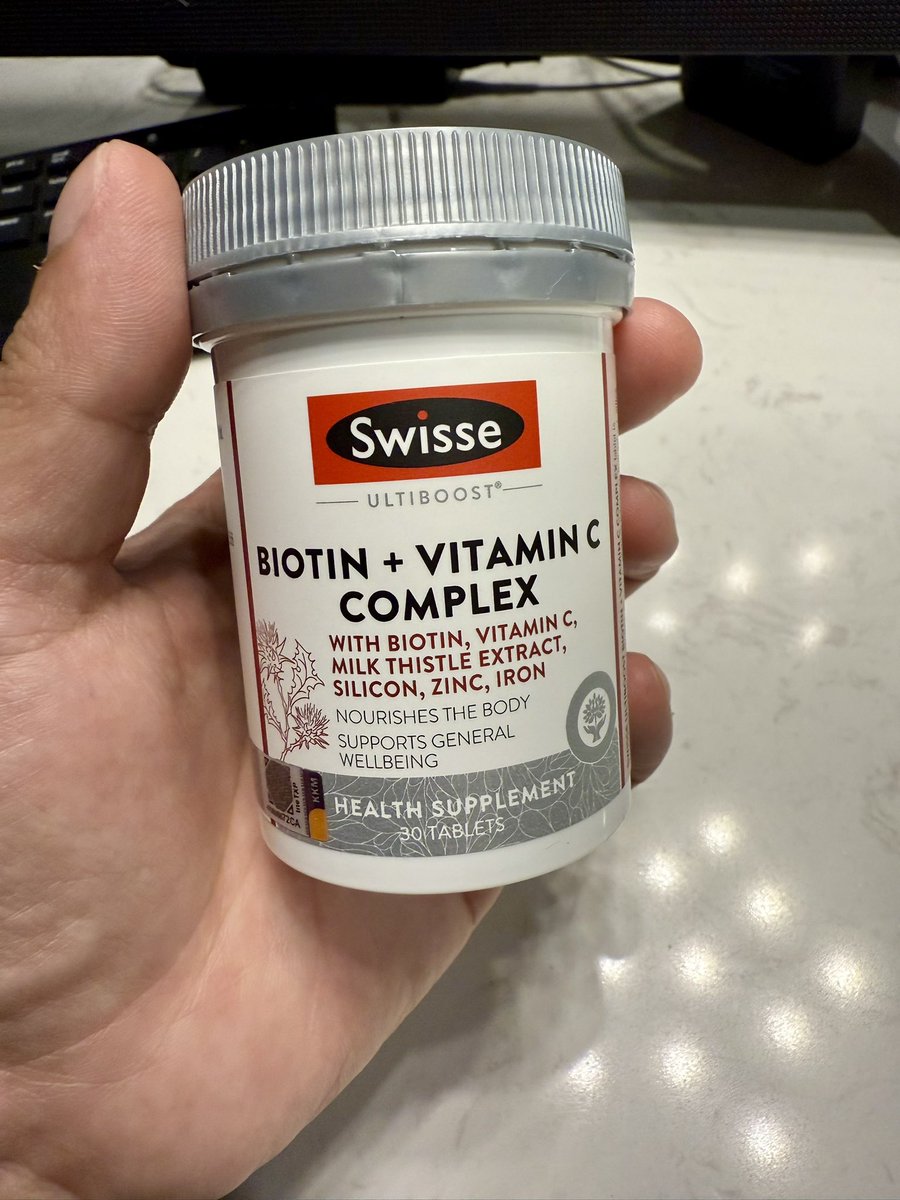 Swisse
ULTIBOOST®
BIOTIN + VITAMIN C
COMPLEX
WITH BIOTIN, VITAMIN C,
MILK THISTLE EXTRACT,
SILICON, ZINC, IRON
NOURISHES THE BODY
SUPPORTS GENERAL
WELLBEING
KKM
HEALTH SUPPLEMENT
30 TABLETS